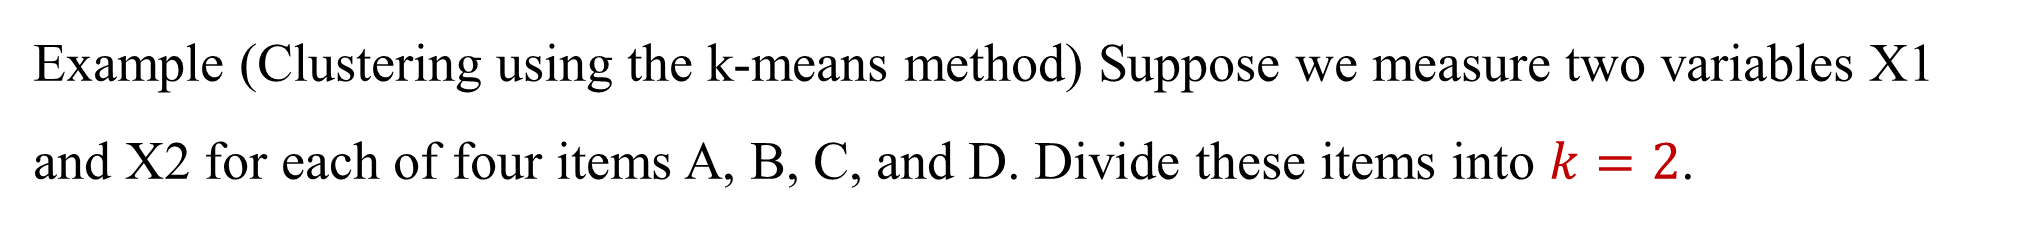 Example (Clustering using the k-means method) Suppose we measure two variables X1
and X2 for each of four items A, B, C, and D. Divide these items into k = 2.